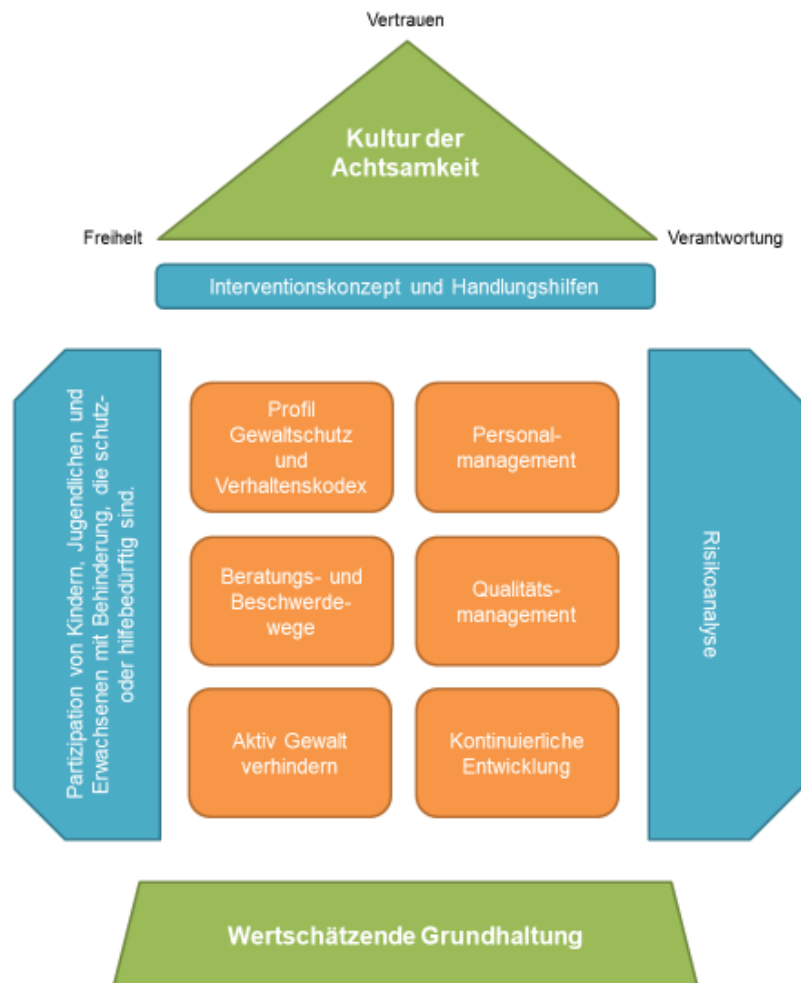 Vertrauen
Kultur der
Achtsamkeit
Freiheit
Verantwortung
Interventionskonzept und Handlungshilfen
Partizipation von Kindern, Jugendlichen und
Erwachsenen mit Behinderung, die schutz-
oder hilfebedürftig sind.
Profil
Gewaltschutz
und
Verhaltenskodex
Personal-
management
Beratungs- und
Beschwerde-
wege
Qualitäts-
management
Aktiv Gewalt
verhindern
Kontinuierliche
Entwicklung
Risikoanalyse
Wertschätzende Grundhaltung